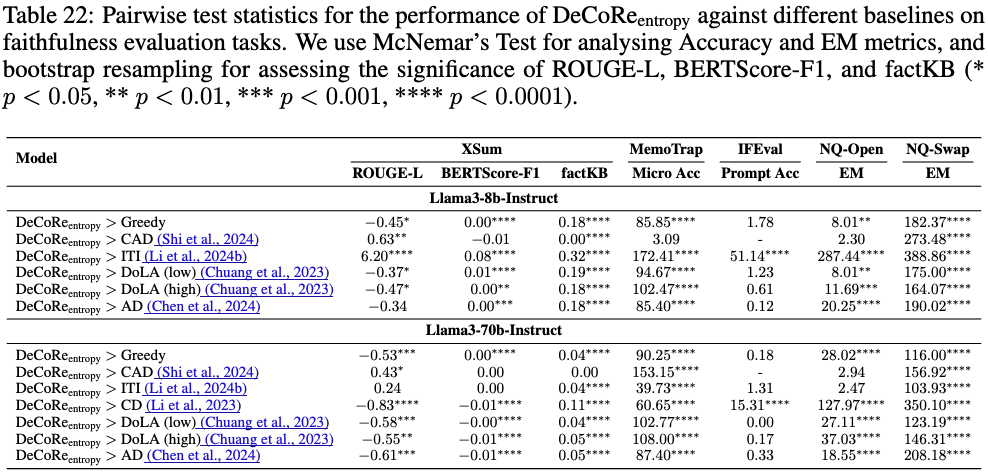 Table 22: Pairwise test statistics for the performance of DeCoRe entropy against different baselines on
faithfulness evaluation tasks. We use McNemar's Test for analysing Accuracy and EM metrics, and
bootstrap resampling for assessing the significance of ROUGE-L, BERTScore-F1, and factKB (*
p < 0.05, ** p < 0.01, *** p < 0.001, **** p < 0.0001).
Model XSum MemoTrap IFEval NQ-Open NQ-Swap
ROUGE-L BERTScore-F1 factKB Micro Acc Prompt Acc EM EM
Llama3-8b-Instruct
DeCoRe entropy > Greedy −0.45* 0.00**** 0.18**** 85.85**** 1.78 8.01** 182.37****
DeCoRe entropy > CAD (Shi et al., 2024) 0.63** −0.01 0.00**** 3.09 - 2.30 273.48****
DeCoRe entropy > ITI (Li et al., 2024b) 6.20**** 0.08**** 0.32**** 172.41**** 51.14**** 287.44**** 388.86****
DeCoRe entropy > DoLA (low) (Chuang et al., 2023) −0.37* 0.01**** 0.19**** 94.67**** 1.23 8.01** 175.00****
DeCoRe entropy > DoLA (high) (Chuang et al., 2023) −0.47* 0.00** 0.18**** 102.47**** 0.61 11.69*** 164.07****
DeCoRe entropy > AD (Chen et al., 2024) −0.34 0.00*** 0.18**** 85.40**** 0.12 20.25**** 190.02****
Llama3-70b-Instruct
DeCoRe entropy > Greedy −0.53*** 0.00**** 0.04**** 90.25**** 0.18 28.02**** 116.00****
DeCoRe entropy > CAD (Shi et al., 2024) 0.43* 0.00 0.00 153.15**** - 2.94 156.92****
DeCoRe entropy > ITI (Li et al., 2024b) 0.24 0.00 0.04**** 39.73**** 1.31 2.47 103.93****
DeCoRe entropy > CD (Li et al., 2023) −0.83**** −0.01**** 0.11**** 60.65**** 15.31**** 127.97**** 350.10****
DeCoRe entropy > DoLA (low) (Chuang et al., 2023) −0.58*** −0.00**** 0.04**** 102.77**** 0.00 27.11**** 123.19****
DeCoRe entropy > DoLA (high) (Chuang et al., 2023) −0.55** −0.01**** 0.05**** 108.00**** 0.17 37.03**** 146.31****
DeCoRe entropy > AD (Chen et al., 2024) −0.61*** −0.01**** 0.05**** 87.40**** 0.33 18.55**** 208.18****